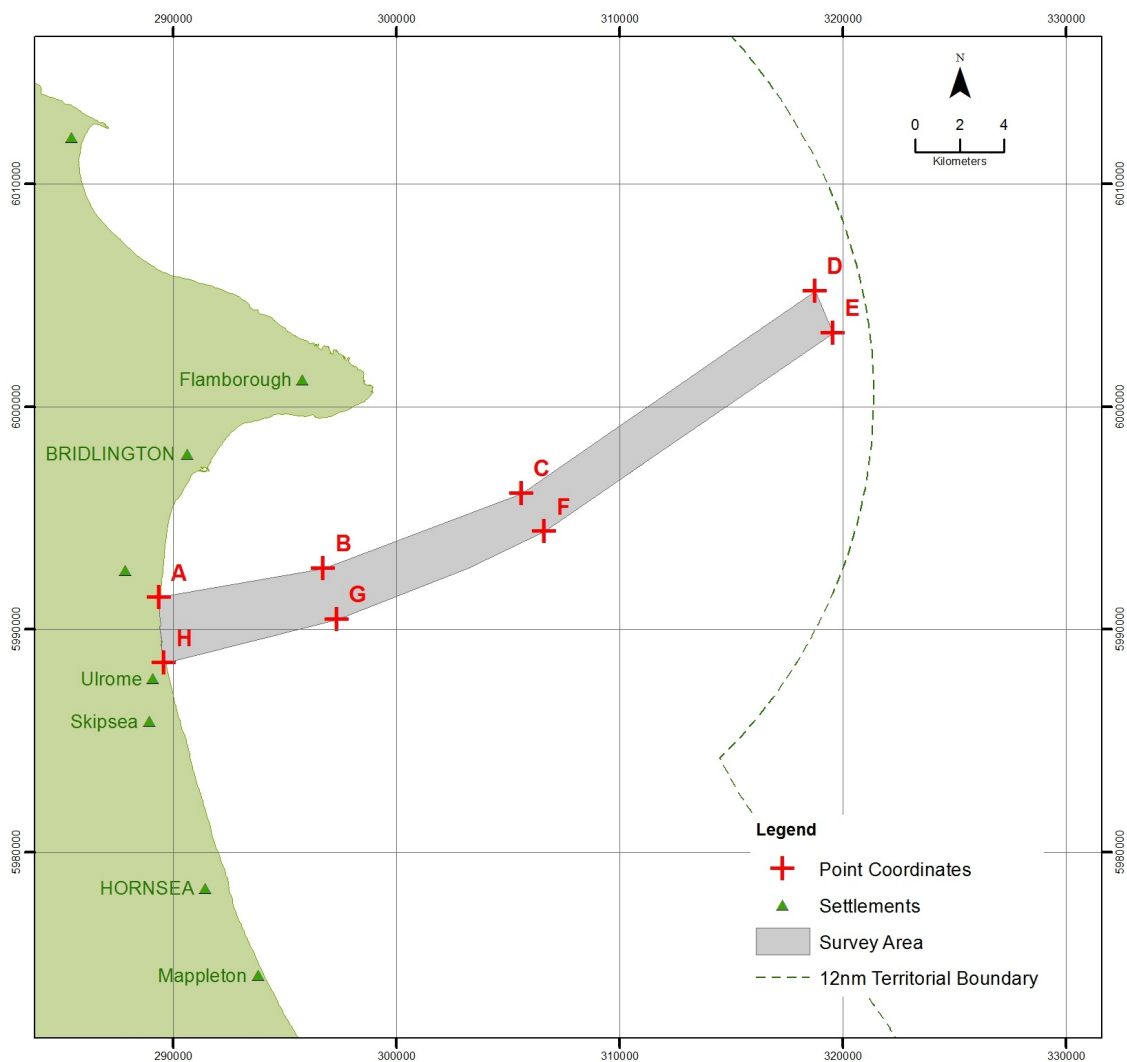 290000
300000
310000
320000
330000
N
0
2
4
Kilometers
6010000
6010000
D
E
Flamborough
6000000
6000000
BRIDLINGTON
C
F
B
A
G
H
5990000
5990000
Ulrome
Skipsea
Legend
5980000
5980000
Point Coordinates
HORNSEA
Settlements
Survey Area
Mappleton
12nm Territorial Boundary
290000
300000
310000
320000
330000